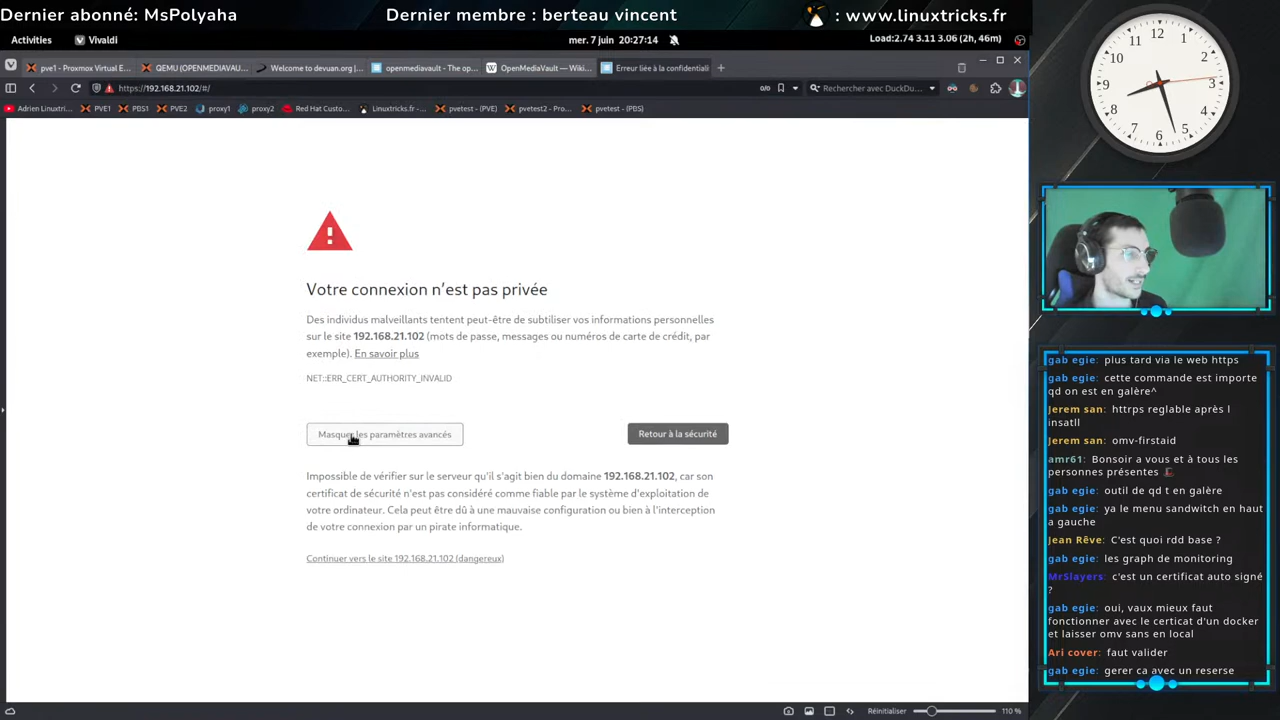 Dernier abonné: MsPolyaha
Dernier membre : berteau vincent
: www.linuxtricks.fr
Activities
Vivaldi
mer. 7 juin 20:27:14
Load:2.74 3.11 3.06 (2h, 46m)
pve1 - Proxmox Virtual E...
QEMU (OPENMEDIAVAU...
Welcome to devuan.org |...
openmediavault - The op...
OpenMediaVault — Wiki...
Erreur liée à la confidentiali
https://192.168.21.102/#/
Rechercher avec DuckDu...
Adrien Linuxtri...
PVE1
PBS1
PVE2
proxy1
proxy2
Red Hat Custo...
Linuxtricks.fr -...
pvetest - (PVE)
pvetest2 - Pro...
pvetest - (PBS)
Votre connexion n'est pas privée
Des individus malveillants tentent peut-être de subtiliser vos informations personnelles
sur le site 192.168.21.102 (mots de passe, messages ou numéros de carte de crédit, par
exemple). En savoir plus
NET::ERR_CERT_AUTHORITY_INVALID
Masquer les paramètres avancés
Retour à la sécurité
Impossible de vérifier sur le serveur qu'il s'agit bien du domaine 192.168.21.102, car son
certificat de sécurité n'est pas considéré comme fiable par le système d'exploitation de
votre ordinateur. Cela peut être dû à une mauvaise configuration ou bien à l'interception
de votre connexion par un pirate informatique.
Continuer vers le site 192.168.21.102 (dangereux)
Réinitialiser
110 %
12
1
2
3
4
5
6
7
8
9
10
11
gab egie: plus tard via le web https
gab egie: cette commande est importe
qd on est en galère^
Jerem san: httrps reglable après l
insatll
Jerem san: omv-firstaid
amr61: Bonsoir a vous et à tous les
personnes présentes
gab egie: outil de qd t en galère
gab egie: ya le menu sandwitch en haut
a gauche
Jean Rêve: C'est quoi rdd base ?
gab egie: les graph de monitoring
MrSlayers: c'est un certificat auto signé
?
gab egie: oui, vaux mieux faut
fonctionner avec le certicat d'un docker
et laisser omv sans en local
Ari cover: faut valider
gab egie: gerer ca avec un reserse